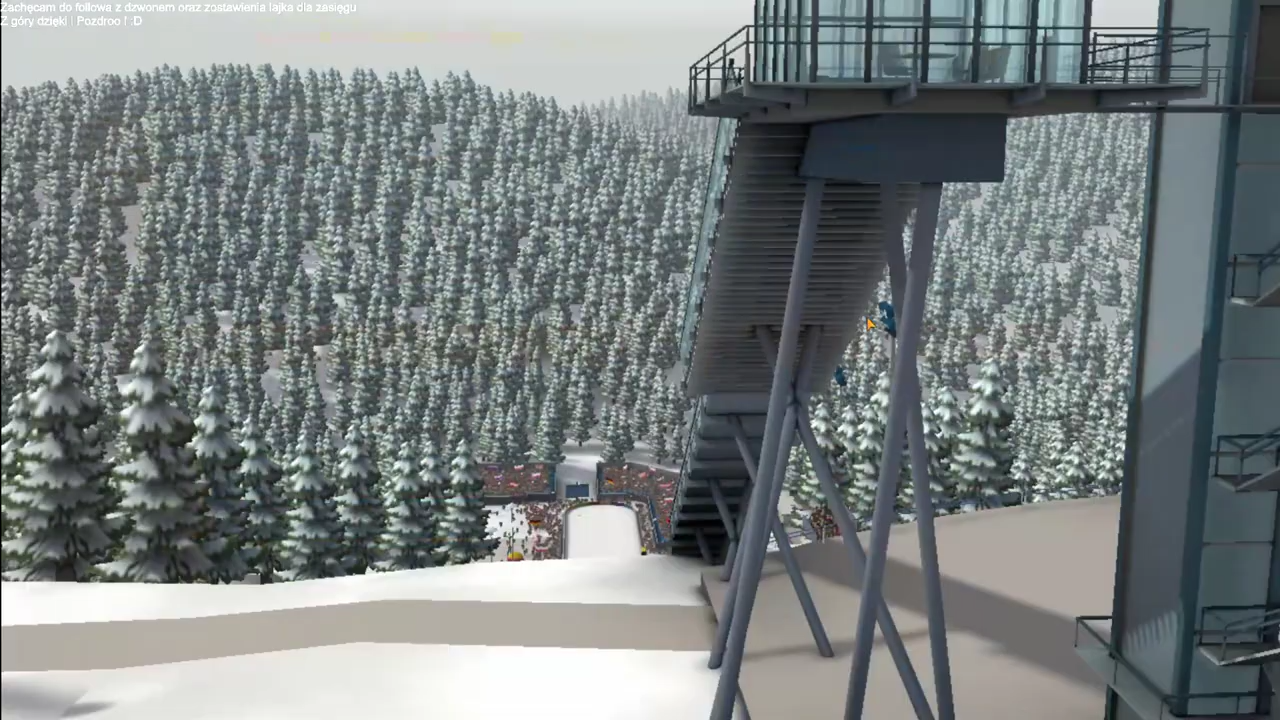 Zachęcam do followa z dzwonem oraz zostawienia lajka dla zasięgu
Z góry dzięki ! Pozdroo ! :D